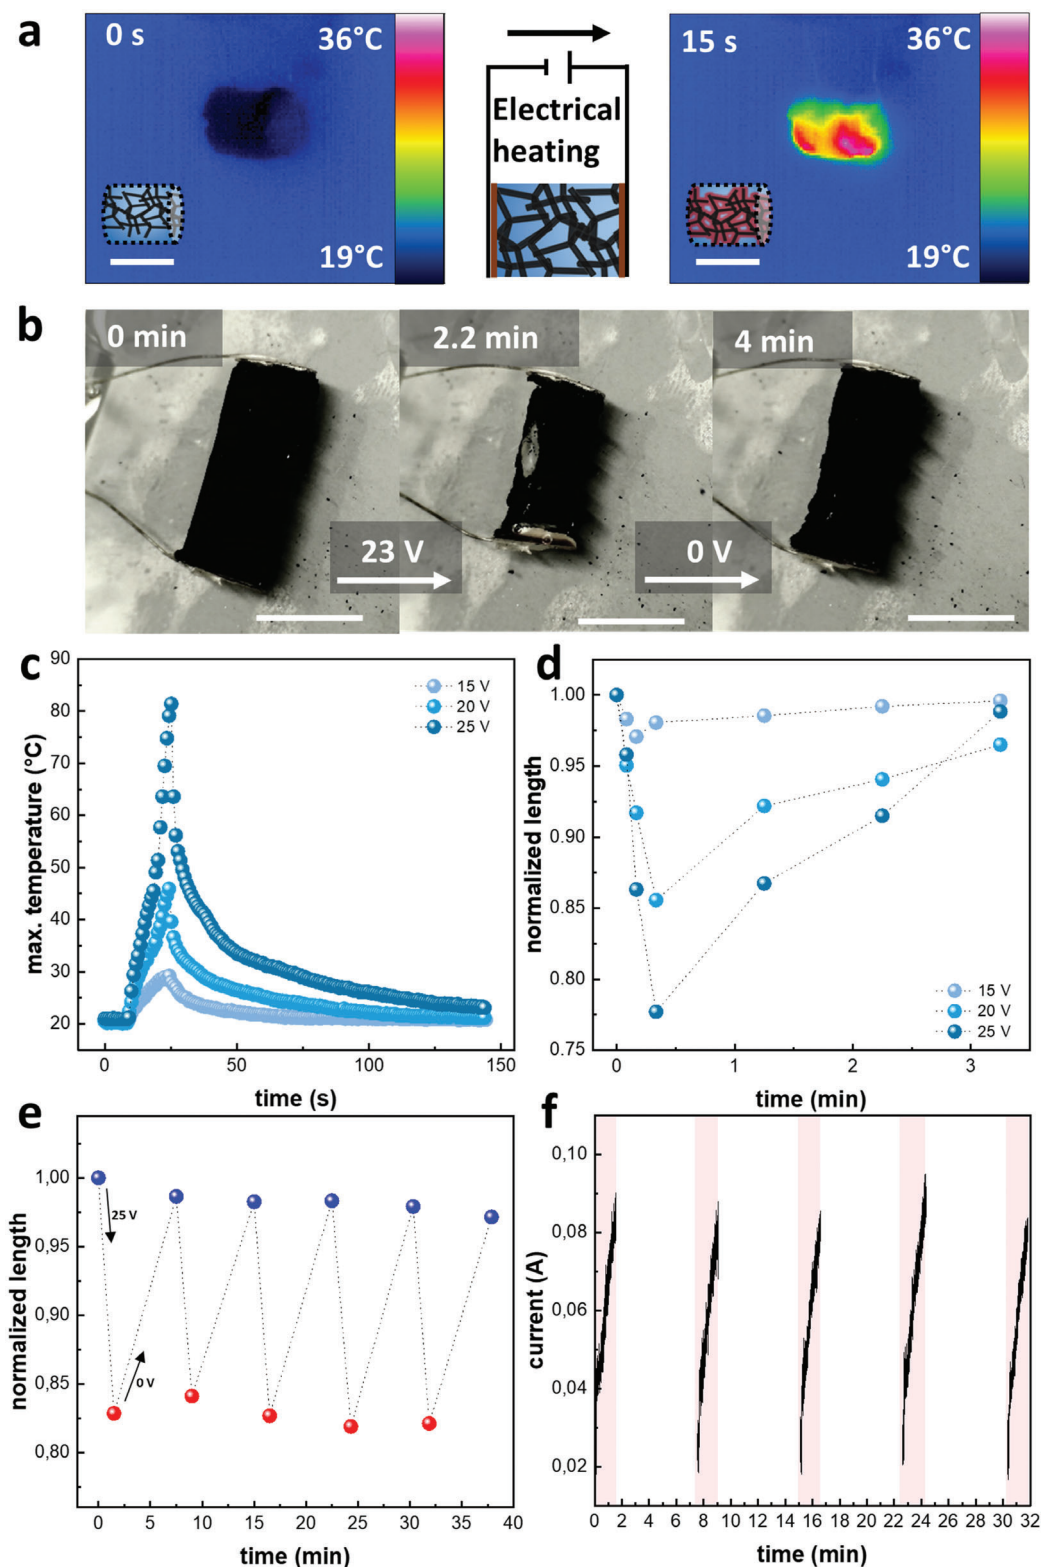 a
0 s
36°C
19°C
Electrical
heating
15 s
36°C
19°C
b
0 min
2.2 min
4 min
23 V
0 V
c
90
80
70
60
50
40
30
20
max. temperature (°C)
15 V
20 V
25 V
0
50
100
150
time (s)
d
1.00
0.95
0.90
0.85
0.80
0.75
normalized length
15 V
20 V
25 V
0
1
2
3
time (min)
e
1,00
0,95
0,90
0,85
0,80
normalized length
25 V
0 V
0
5
10
15
20
25
30
35
40
time (min)
f
0,10
0,08
0,06
0,04
0,02
current (A)
0 2 4 6 8 10 12 14 16 18 20 22 24 26 28 30 32
time (min)